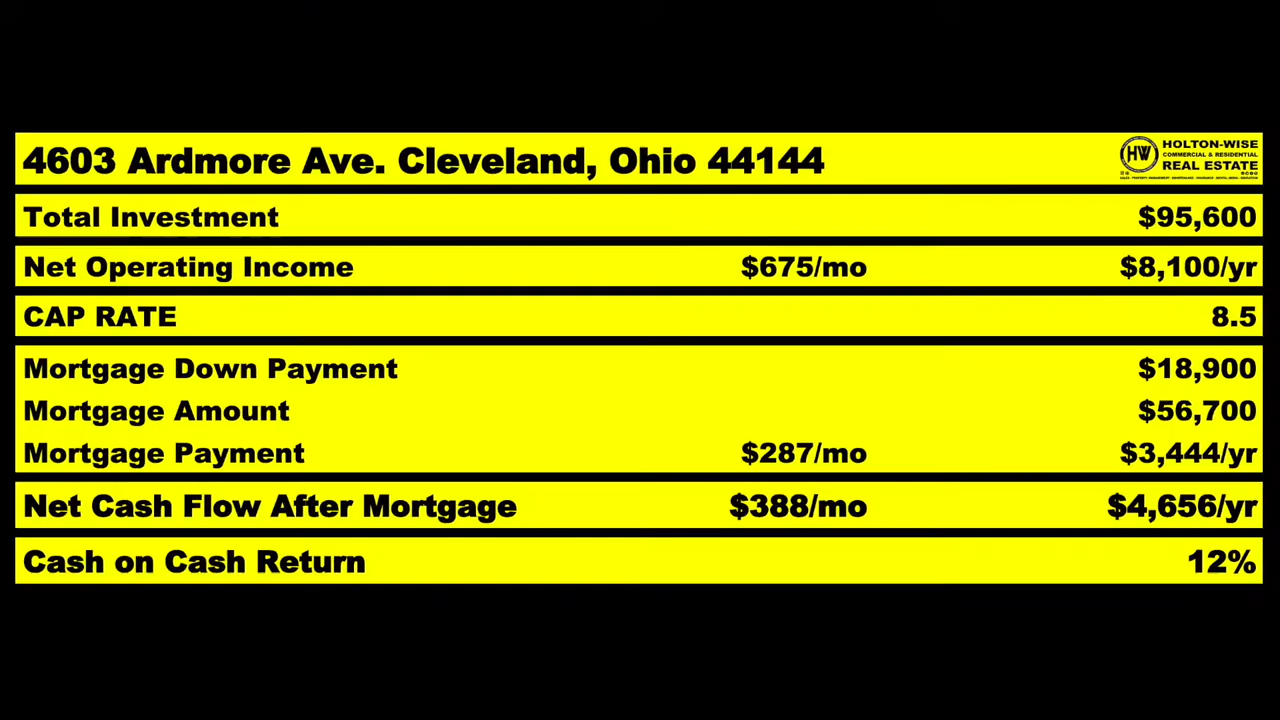 4603 Ardmore Ave. Cleveland, Ohio 44144
HW HOLTON-WISE
COMMERCIAL & RESIDENTIAL
REAL ESTATE
Total Investment $95,600
Net Operating Income $675/mo $8,100/yr
CAP RATE 8.5
Mortgage Down Payment $18,900
Mortgage Amount $56,700
Mortgage Payment $287/mo $3,444/yr
Net Cash Flow After Mortgage $388/mo $4,656/yr
Cash on Cash Return 12%